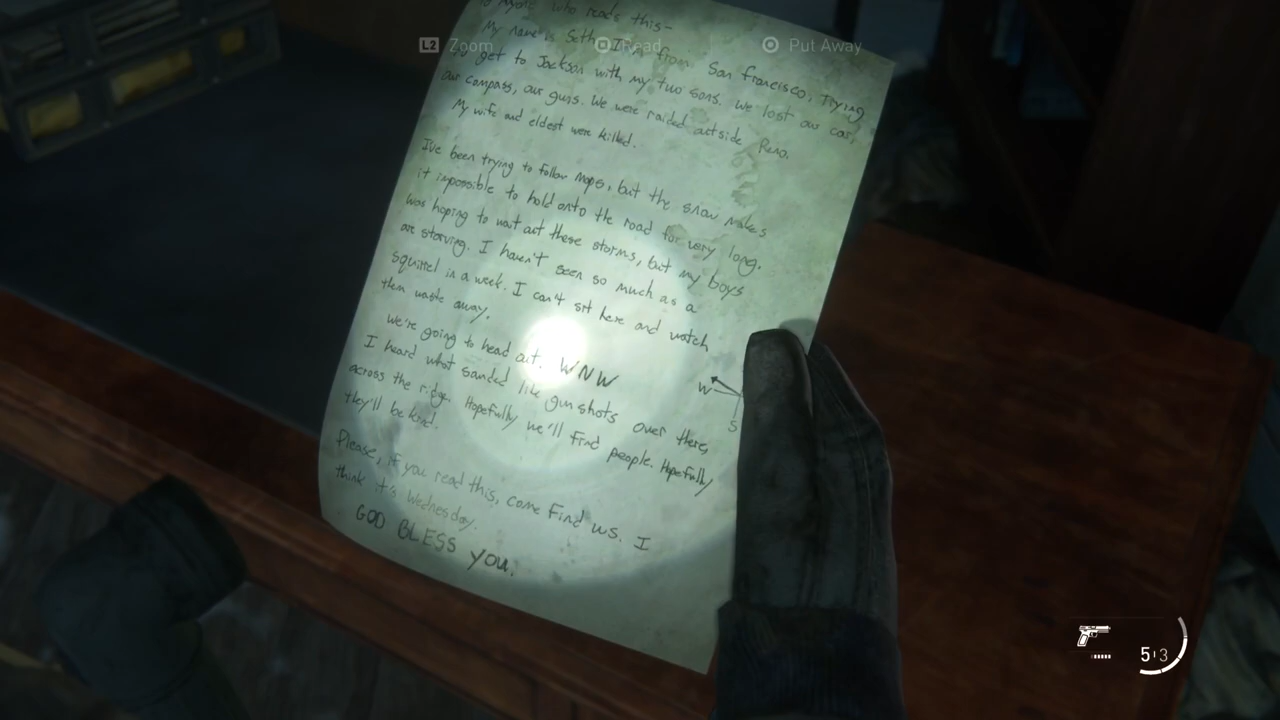 To Anyone who reads this-
L2 Zoom Read Put Away
My name is Seth. I'm from San Francisco. Trying
to get to Jackson with my two sons. We lost our car,
our compass, our guns. We were raided outside Reno.
My wife and eldest were killed.
I've been trying to follow maps, but the snow makes
it impossible to hold onto the road for very long.
was hoping to wait out these storms, but my boys
are starving. I haven't seen so much as a
squirrel in a week. I can't sit here and watch
them waste away.
We're going to head out. WNW
W
S
I heard what sounded like gunshots over there,
across the ridge. Hopefully we'll find people. Hopefully
they'll be kind.
Please, if you read this, come find us. I
think it's Wednesday.
GOD BLESS YOU.
5 3